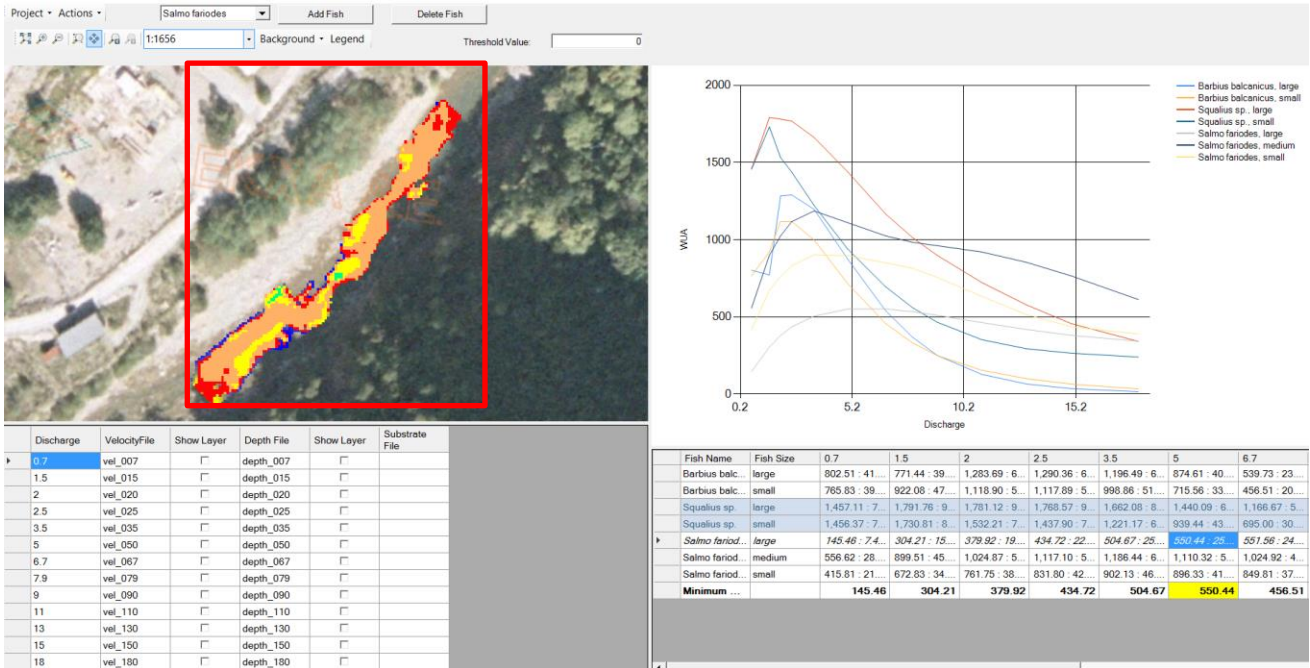 Project Actions Salmo fariodes Add Fish Delete Fish
1:1656 Background Legend Threshold Value: 0
2000
1500
1000
500
0
WUA
0.2 5.2 10.2 15.2
Discharge
Barbius balcanicus, large
Barbius balcanicus, small
Squalius sp., large
Squalius sp., small
Salmo fariodes, large
Salmo fariodes, medium
Salmo fariodes, small
Discharge VelocityFile Show Layer Depth File Show Layer Substrate File
0.7 vel_007 depth_007
1.5 vel_015 depth_015
2 vel_020 depth_020
2.5 vel_025 depth_025
3.5 vel_035 depth_035
5 vel_050 depth_050
6.7 vel_067 depth_067
7.9 vel_079 depth_079
9 vel_090 depth_090
11 vel_110 depth_110
13 vel_130 depth_130
15 vel_150 depth_150
18 vel_180 depth_180
Fish Name Fish Size 0.7 1.5 2 2.5 3.5 5 6.7
Barbius balc... large 802.51 : 41.... 771.44 : 39.... 1,283.69 : 6... 1,290.36 : 6... 1,196.49 : 6... 874.61 : 40.... 539.73 : 23....
Barbius balc... small 765.83 : 39.... 922.08 : 47.... 1,118.90 : 5... 1,117.89 : 5... 998.86 : 51.... 715.56 : 33.... 456.51 : 20....
Squalius sp. large 1,457.11 : 7... 1,791.76 : 9... 1,781.12 : 9... 1,768.57 : 9... 1,662.08 : 8... 1,440.09 : 6... 1,166.67 : 5...
Squalius sp. small 1,456.37 : 7... 1,730.81 : 8... 1,532.21 : 7... 1,437.90 : 7... 1,221.17 : 6... 939.44 : 43.... 695.00 : 30....
Salmo fariod... large 145.46 : 7.4... 304.21 : 15.... 379.92 : 19.... 434.72 : 22.... 504.67 : 25.... 550.44 : 25.... 551.56 : 24....
Salmo fariod... medium 556.62 : 28.... 899.51 : 45.... 1,024.87 : 5... 1,117.10 : 5... 1,186.44 : 6... 1,110.32 : 5... 1,024.92 : 4...
Salmo fariod... small 415.81 : 21.... 672.83 : 34.... 761.75 : 38.... 831.80 : 42.... 902.13 : 46.... 896.33 : 41.... 849.81 : 37....
Minimum ... 145.46 304.21 379.92 434.72 504.67 550.44 456.51